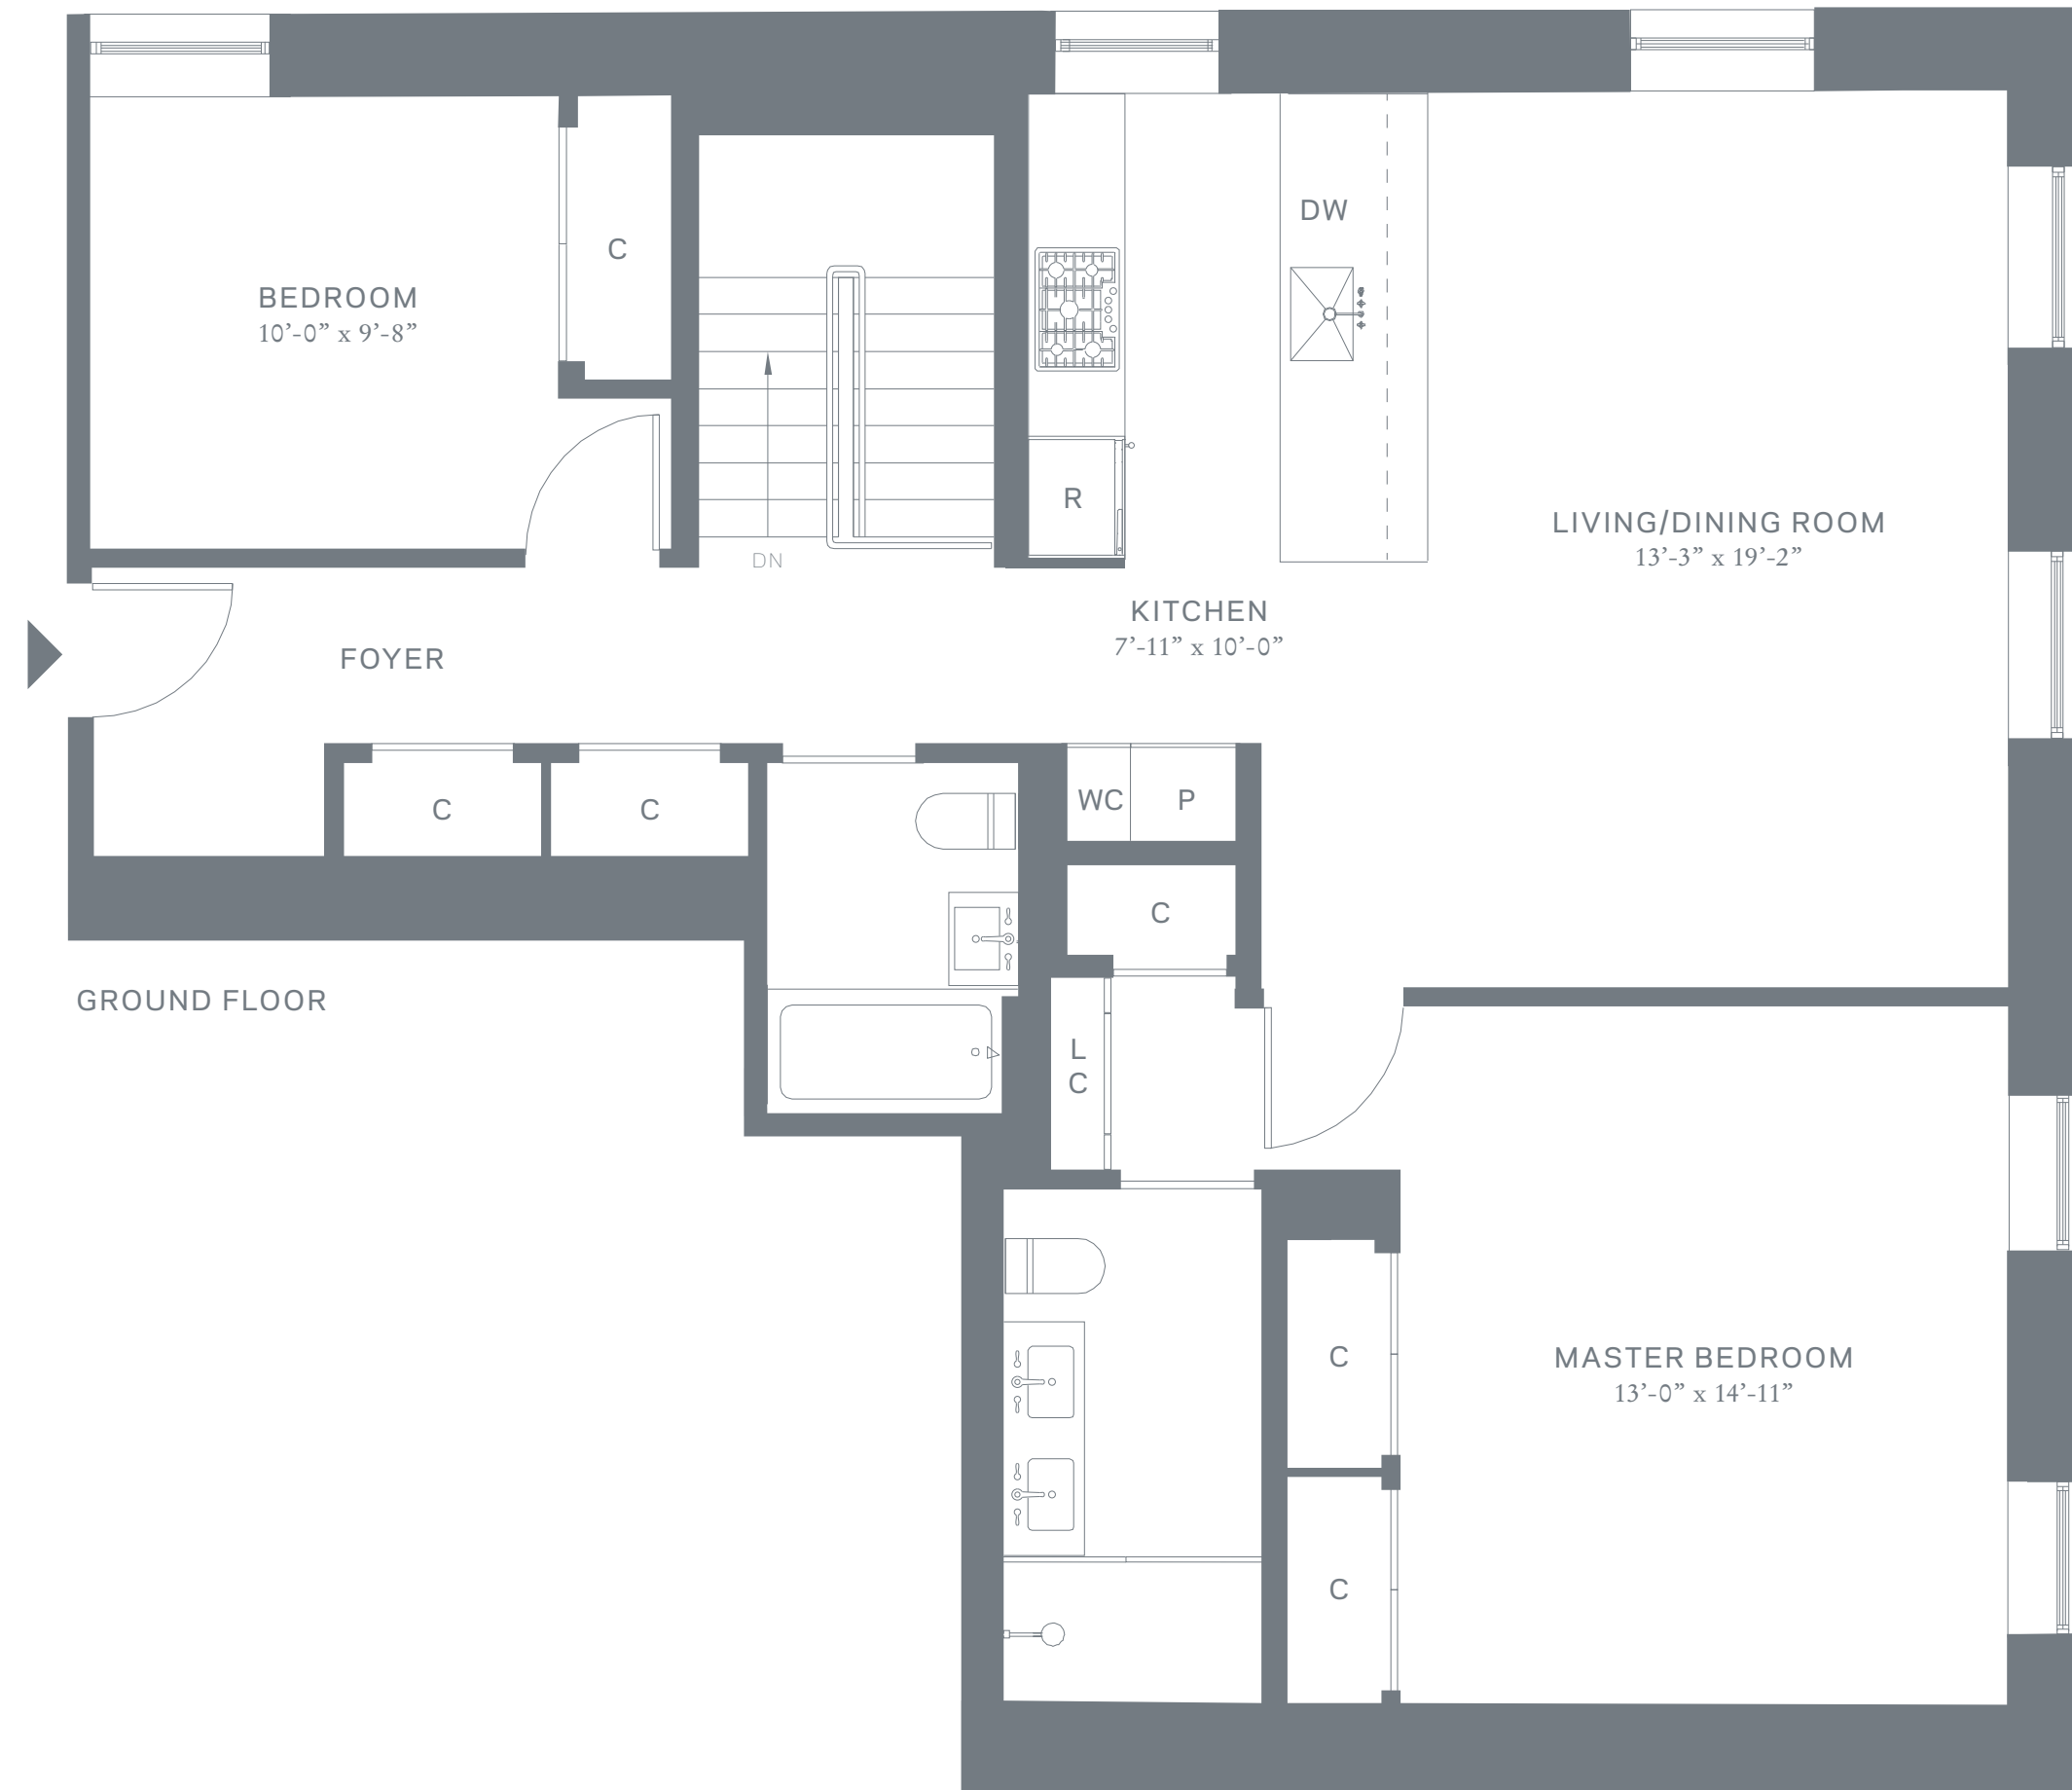 DW
C
BEDROOM
10’-0” x 9’-8”
R
LIVING/DINING ROOM
13’-3” x 19’-2”
DN
KITCHEN
7’-11” x 10’-0”
FOYER
C
C
WC
P
C
GROUND FLOOR
L
C
C
MASTER BEDROOM
13’-0” x 14’-11”
C